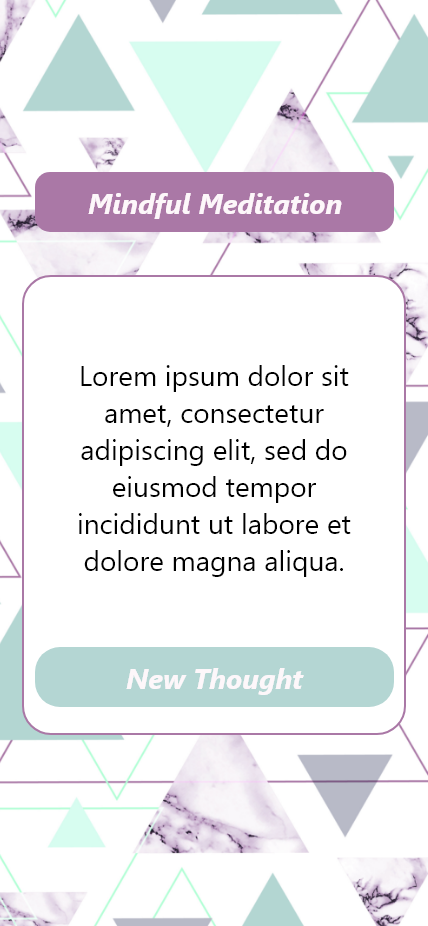 Mindful Meditation
Lorem ipsum dolor sit
amet, consectetur
adipiscing elit, sed do
eiusmod tempor
incididunt ut labore et
dolore magna aliqua.
New Thought